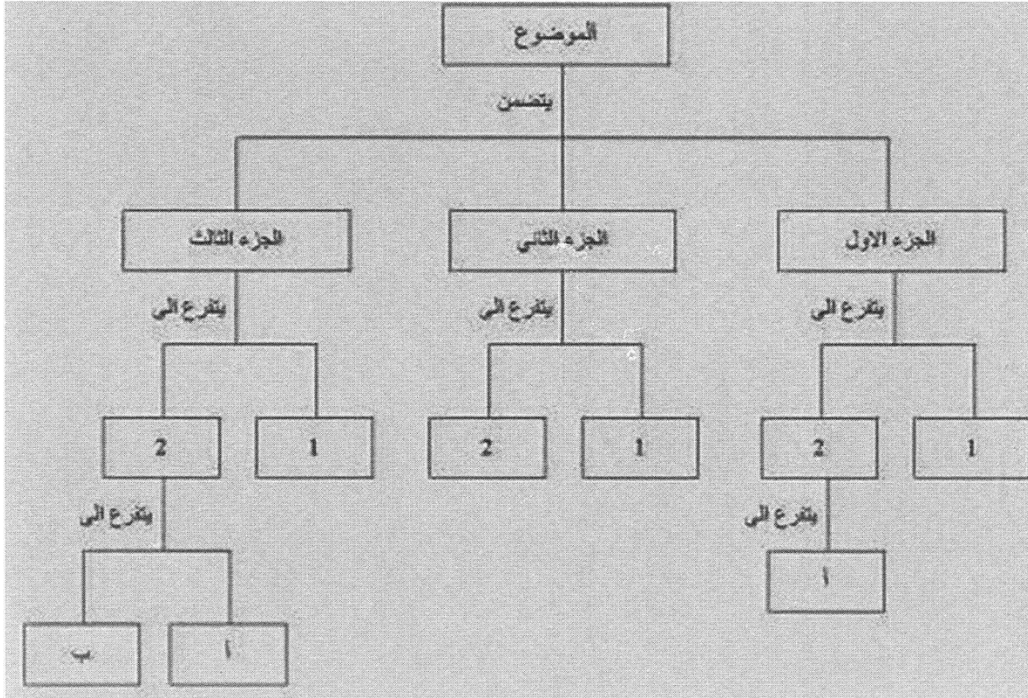 الموضوع
يتضمن
الجزء الاول
الجزء الثاني
الجزء الثالث
يتفرع الى
يتفرع الى
يتفرع الى
1
2
1
2
1
2
يتفرع الى
يتفرع الى
أ
أ
ب